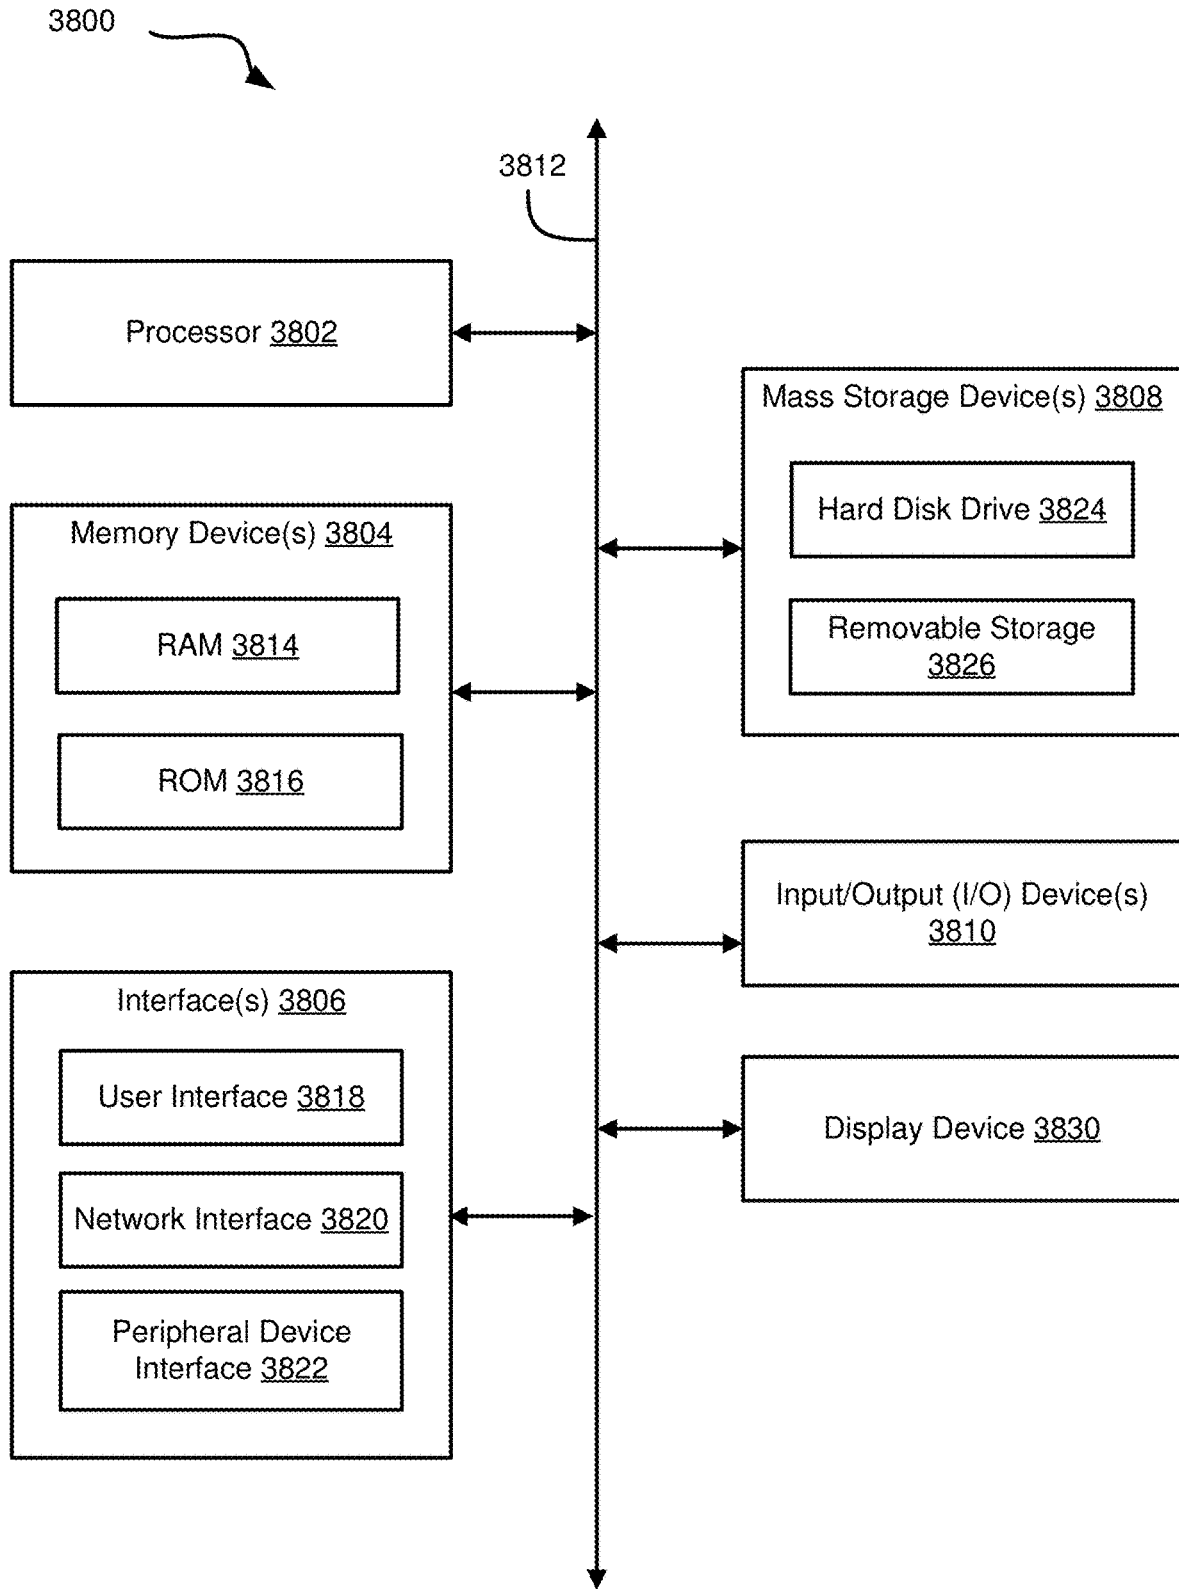 3800
3812
Processor 3802
Mass Storage Device(s) 3808
Hard Disk Drive 3824
Removable Storage
3826
Memory Device(s) 3804
RAM 3814
ROM 3816
Input/Output (I/O) Device(s)
3810
Interface(s) 3806
User Interface 3818
Network Interface 3820
Peripheral Device
Interface 3822
Display Device 3830